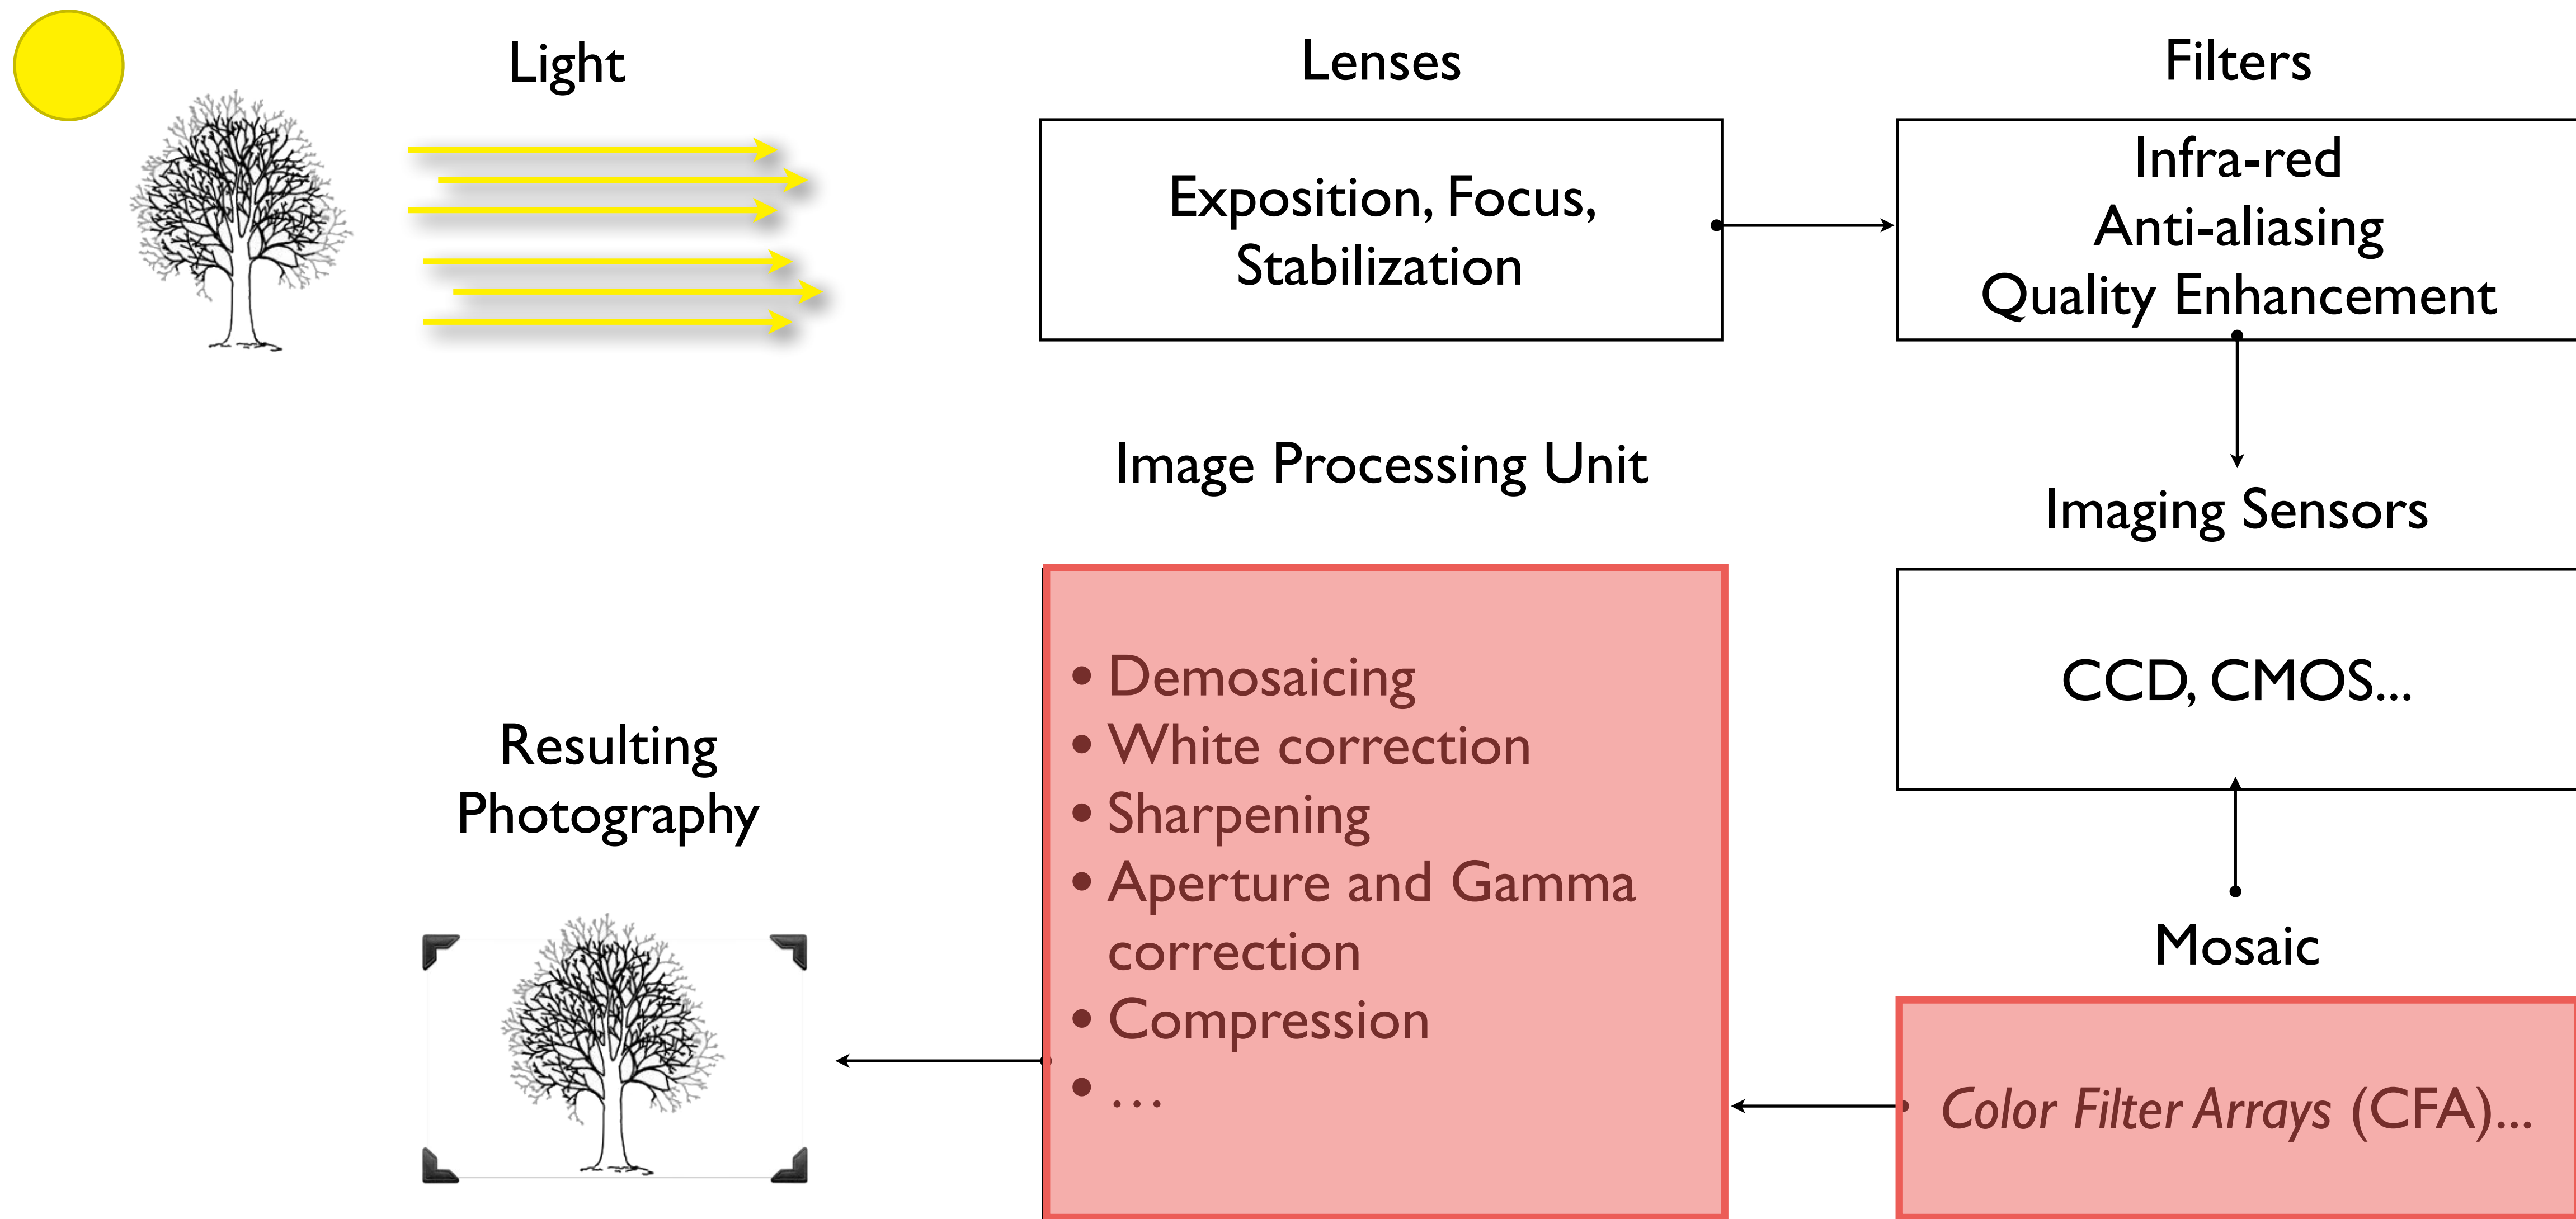 Light
Lenses
Exposition, Focus,
Stabilization
Filters
Infra-red
Anti-aliasing
Quality Enhancement
Imaging Sensors
CCD, CMOS...
Mosaic
Color Filter Arrays (CFA)...
Image Processing Unit
• Demosaicing
• White correction
• Sharpening
• Aperture and Gamma
correction
• Compression
• ...
Resulting
Photography